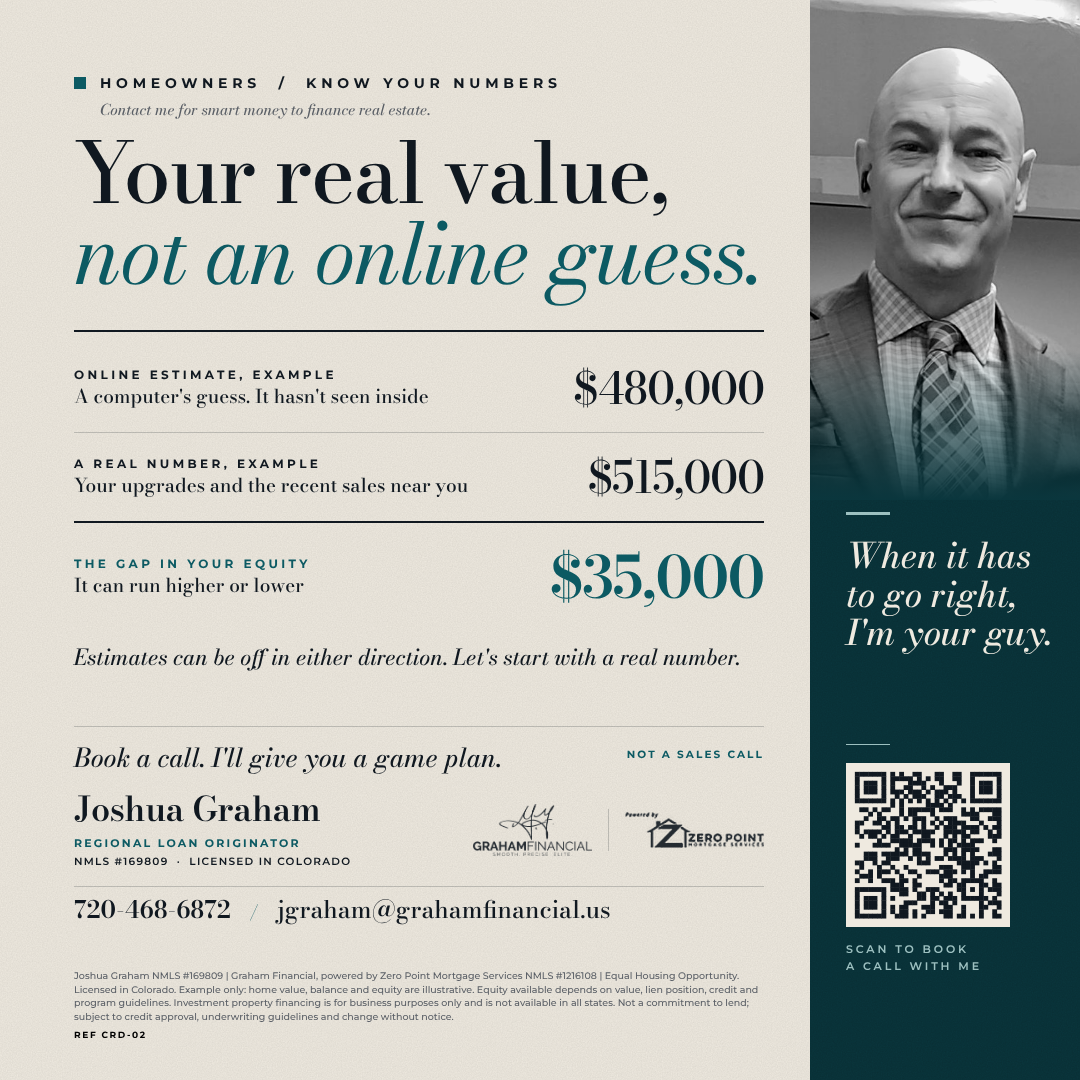 HOMEOWNERS / KNOW YOUR NUMBERS
Contact me for smart money to finance real estate.
Your real value,
not an online guess.
ONLINE ESTIMATE, EXAMPLE
A computer's guess. It hasn't seen inside
$480,000
A REAL NUMBER, EXAMPLE
Your upgrades and the recent sales near you
$515,000
THE GAP IN YOUR EQUITY
It can run higher or lower
$35,000
Estimates can be off in either direction. Let's start with a real number.
Book a call. I'll give you a game plan.
NOT A SALES CALL
Joshua Graham
REGIONAL LOAN ORIGINATOR
NMLS #169809 · LICENSED IN COLORADO
GRAHAMFINANCIAL
SMOOTH. PRECISE. ELITE.
Powered by
ZERO POINT
MORTGAGE SERVICES
720-468-6872 / jgraham@grahamfinancial.us
Joshua Graham NMLS #169809 | Graham Financial, powered by Zero Point Mortgage Services NMLS #1216108 | Equal Housing Opportunity.
Licensed in Colorado. Example only: home value, balance and equity are illustrative. Equity available depends on value, lien position, credit and
program guidelines. Investment property financing is for business purposes only and is not available in all states. Not a commitment to lend;
subject to credit approval, underwriting guidelines and change without notice.
REF CRD-02
When it has
to go right,
I'm your guy.
SCAN TO BOOK
A CALL WITH ME